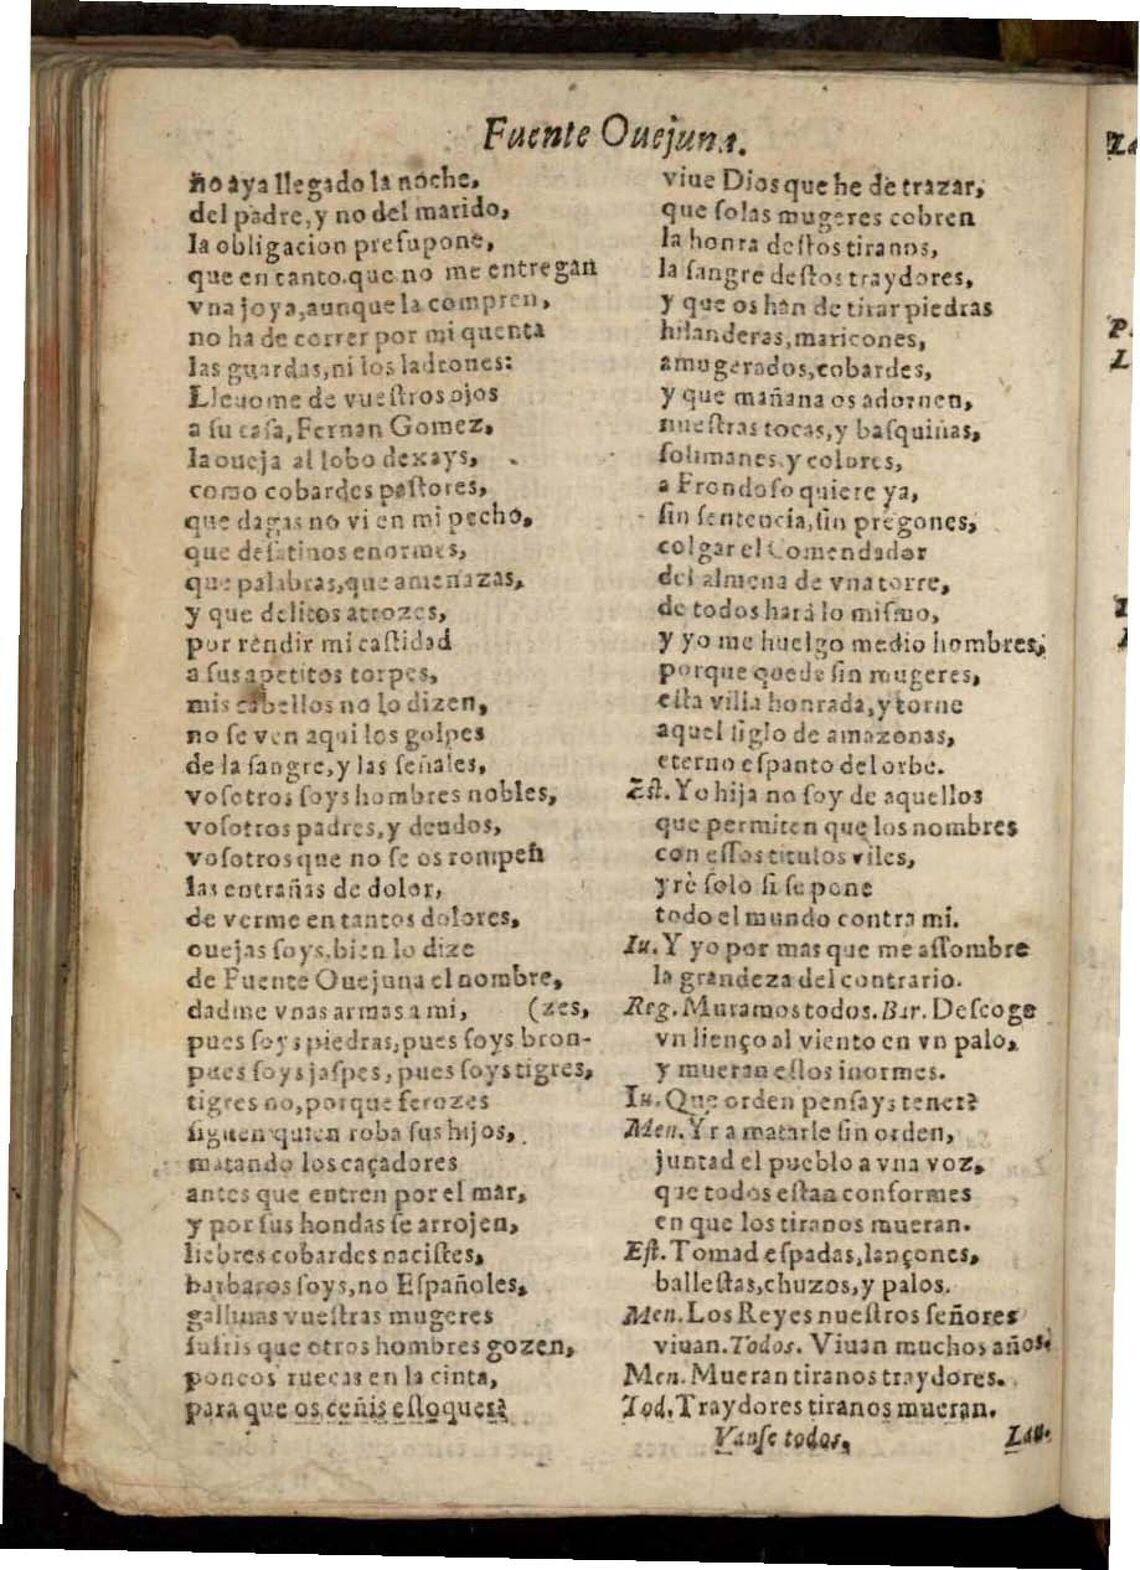 Fuente Ouejuna.
no aya llegado la noche,
del padre, y no del marido,
la obligacion presupone,
que en tanto que no me entregan
vna joya, aunque la compren,
no ha de correr por mi quenta
las guardas, ni los ladrones:
Lleuome de vuestros ojos
a su casa, Fernan Gomez,
la oueja al lobo dexays,
como cobardes pastores,
que dagas no vi en mi pecho,
que desatinos enormes,
que palabras, que amenazas,
y que delitos atrozes,
por rendir mi castidad
a sus apetitos torpes,
mis cabellos no lo dizen,
no se ven aqui los golpes
de la sangre, y las señales,
vosotros soys hombres nobles,
vosotros padres, y deudos,
vosotros que no se os rompen
las entrañas de dolor,
de verme en tantos dolores,
ouejas soys, bien lo dize
de Fuente Ouejuna el nombre,
dadme vnas armas a mi, (zes,
pues soys piedras, pues soys bron-
pues soys jaspes, pues soys tigres,
tigres no, porque ferozes
siguen quien roba sus hijos,
matando los caçadores
antes que entren por el mar,
y por sus hondas se arrojen,
liebres cobardes nacistes,
barbaros soys, no Españoles,
gallinas vuestras mugeres
sufris que otros hombres gozen,
poneos ruecas en la cinta,
para que os ceñis estoques?
viue Dios que he de trazar,
que solas mugeres cobren
la honra destos tiranos,
la sangre destos traydores,
y que os han de tirar piedras
hilanderas, maricones,
amugerados, cobardes,
y que mañana os adornen,
nuestras tocas, y basquiñas,
solimanes, y colores,
a Frondoso quiere ya,
sin sentencia, sin pregones,
colgar el Comendador
del almena de vna torre,
de todos hará lo mismo,
y yo me huelgo medio hombres,
porque quede sin mugeres,
esta villa honrada, y torne
aquel siglo de amazonas,
eterno espanto del orbe.
Est. Yo hija no soy de aquellos
que permiten que los nombres
con essos titulos viles,
yrè solo si se pone
todo el mundo contra mi.
Iu. Y yo por mas que me assombre
la grandeza del contrario.
Reg. Muramos todos. Bar. Descoge
vn lienço al viento en vn palo,
y mueran estos inormes.
Iu. Que orden pensays tener?
Men. Yr a matarle sin orden,
juntad el pueblo a vna voz,
que todos estan conformes
en que los tiranos mueran.
Est. Tomad espadas, lançones,
ballestas, chuzos, y palos.
Men. Los Reyes nuestros señores
viuan. Todos. Viuan muchos años.
Men. Mueran tiranos traydores.
Tod. Traydores tiranos mueran.
Vanse todos,
Lau.